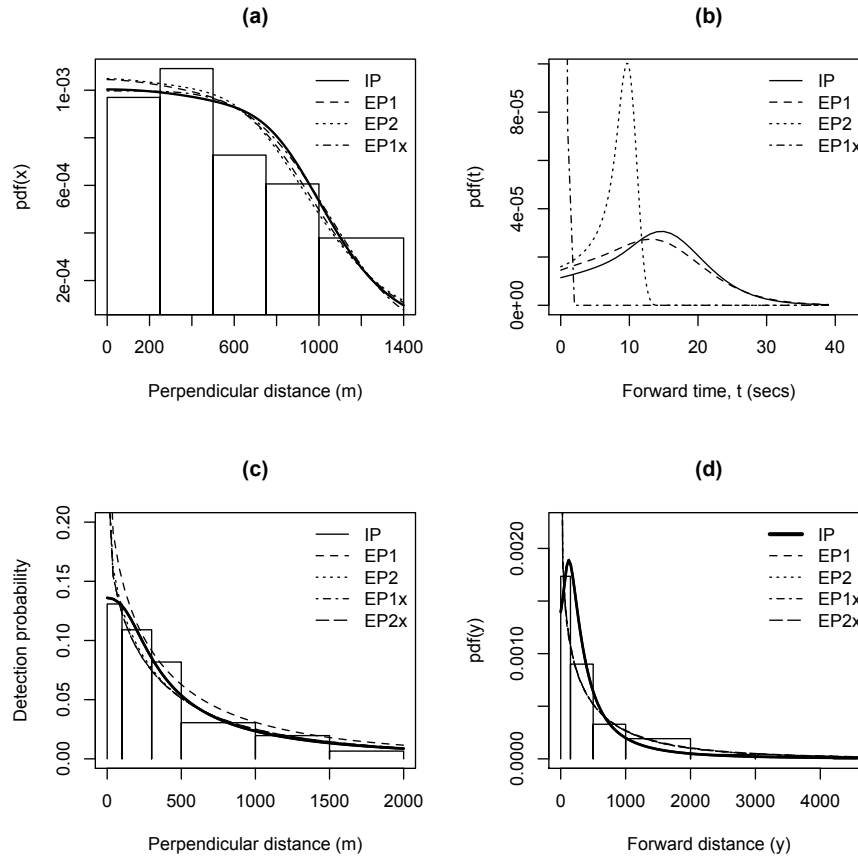 (a)
IP
EP1
EP2
EP1x
pdf(x)
2e-04 6e-04 1e-03
0 200 600 1000 1400
Perpendicular distance (m)
(b)
IP
EP1
EP2
EP1x
pdf(t)
0e+00 4e-05 8e-05
0 10 20 30 40
Forward time, t (secs)
(c)
IP
EP1
EP2
EP1x
EP2x
Detection probability
0.00 0.05 0.10 0.15 0.20
0 500 1000 1500 2000
Perpendicular distance (m)
(d)
IP
EP1
EP2
EP1x
EP2x
pdf(y)
0.0000 0.0010 0.0020
0 1000 2000 3000 4000
Forward distance (y)